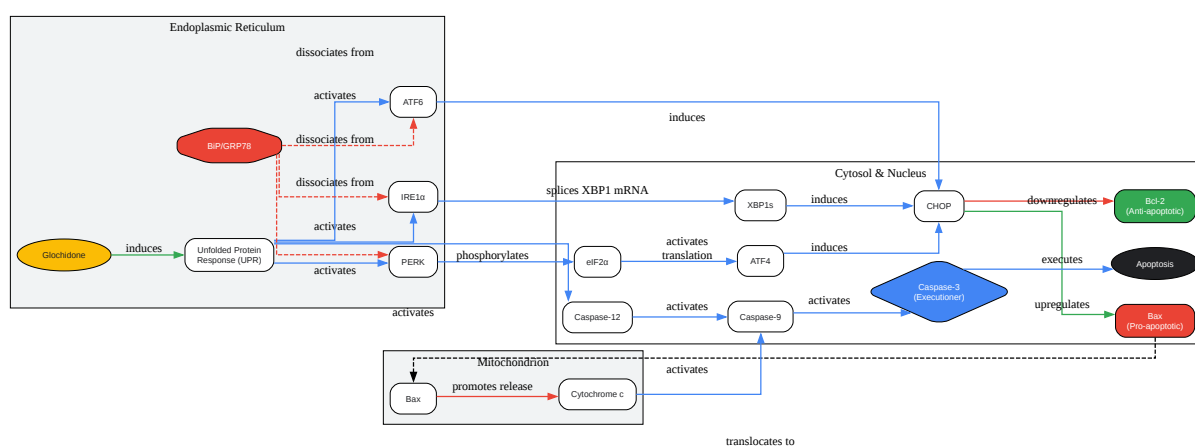 Endoplasmic Reticulum
dissociates from
activates
ATF6
induces
BiP/GRP78
dissociates from
Cytosol & Nucleus
dissociates from
IRE1α
splices XBP1 mRNA
XBP1s
induces
CHOP
downregulates
Bcl-2
(Anti-apoptotic)
activates
Glochidone
induces
Unfolded Protein
Response (UPR)
activates
PERK
phosphorylates
eIF2α
activates
translation
ATF4
induces
executes
Apoptosis
Caspase-3
(Executioner)
activates
Caspase-12
activates
Caspase-9
activates
upregulates
Bax
(Pro-apoptotic)
Mitochondrion
activates
Bax
promotes release
Cytochrome c
translocates to